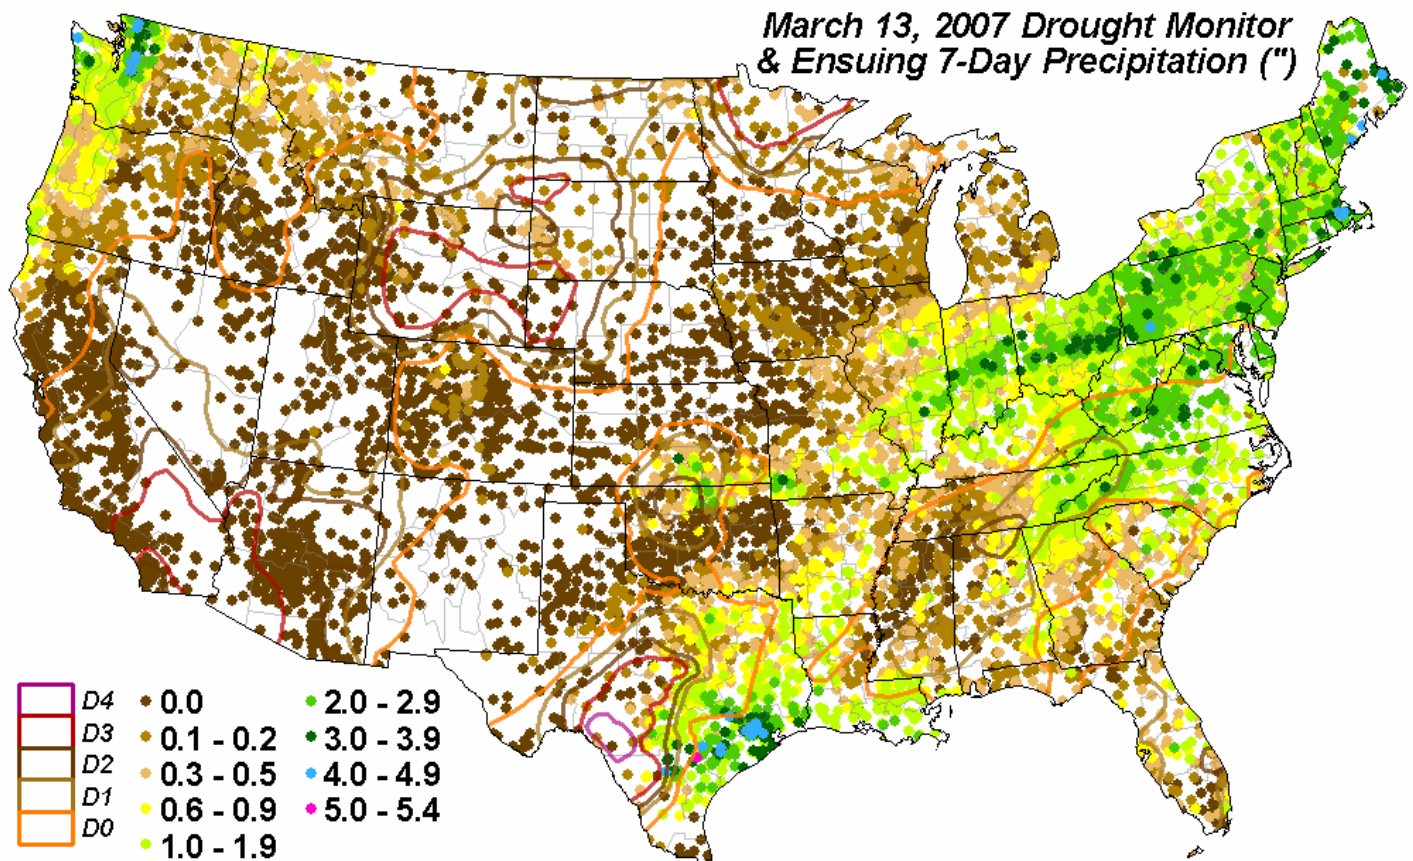 March 13, 2007 Drought Monitor
& Ensuing 7-Day Precipitation (")
D4
D3
D2
D1
D0
0.0
0.1 - 0.2
0.3 - 0.5
0.6 - 0.9
1.0 - 1.9
2.0 - 2.9
3.0 - 3.9
4.0 - 4.9
5.0 - 5.4